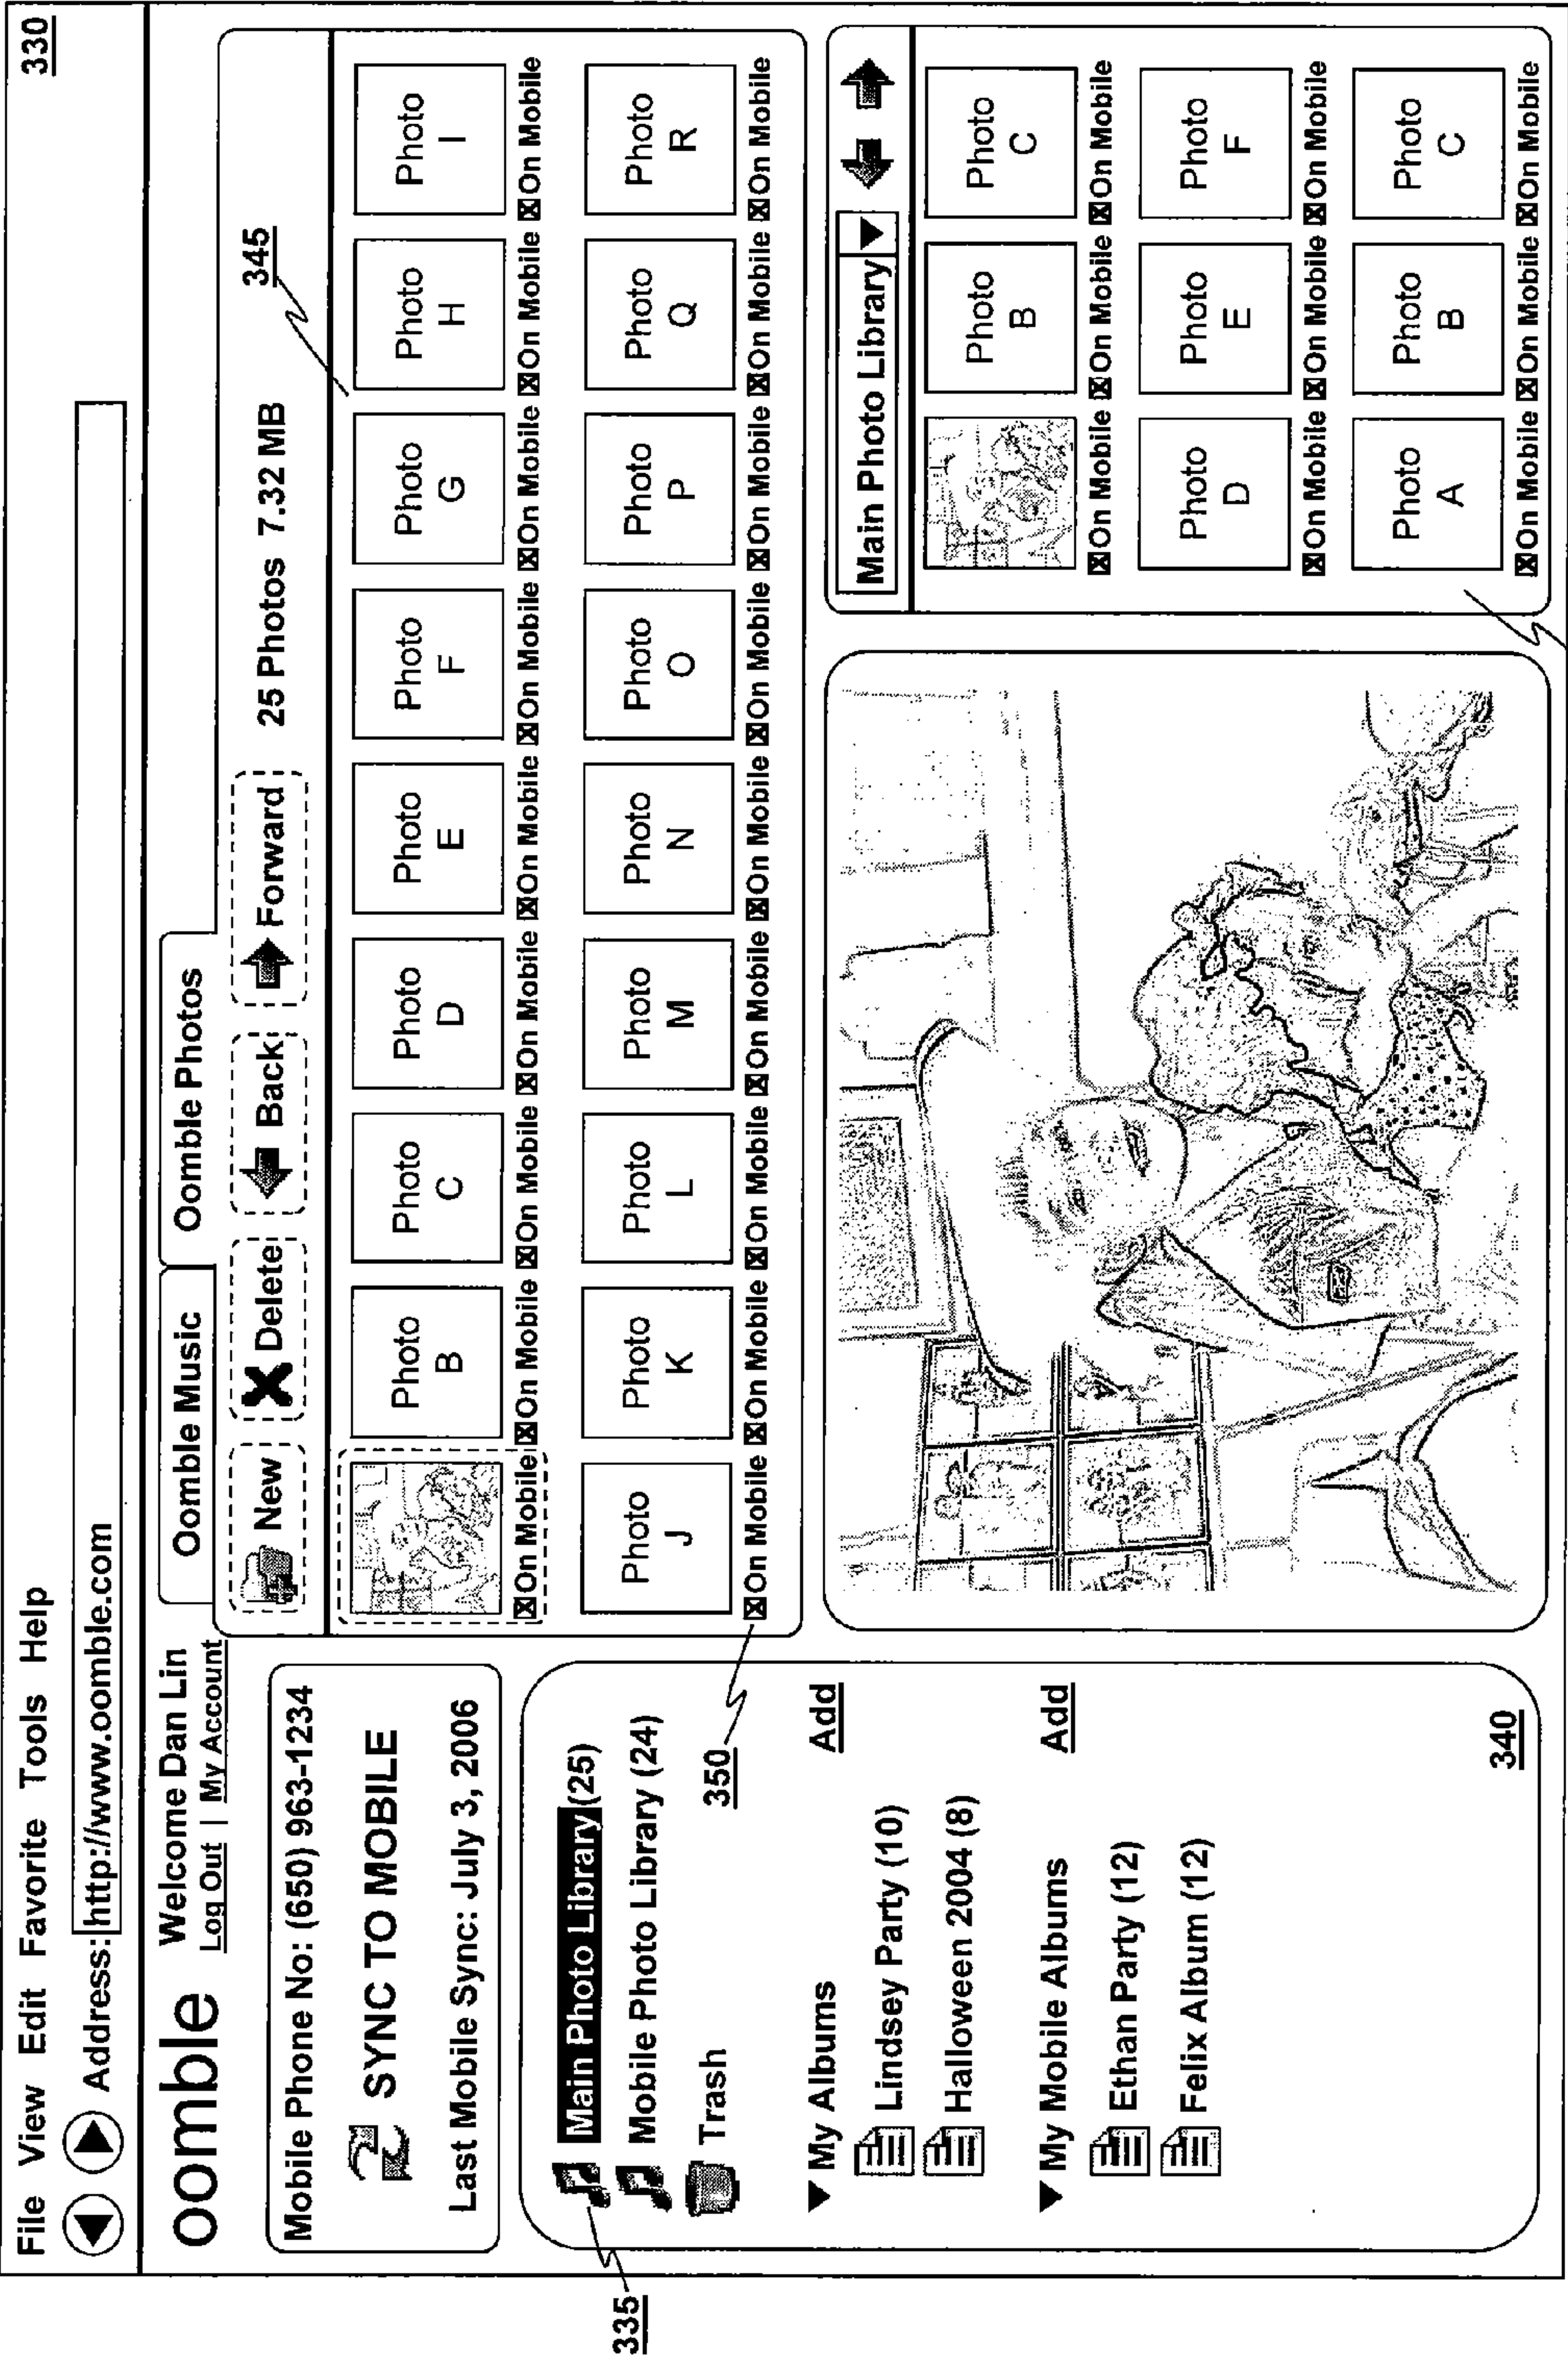 File View Edit Favorite Tools Help
330
Address: http://www.oomble.com
oomble
Welcome Dan Lin
Log Out | My Account
Mobile Phone No: (650) 963-1234
SYNC TO MOBILE
Last Mobile Sync: July 3, 2006
335
Main Photo Library (25)
Mobile Photo Library (24)
Trash
350
▼ My Albums Add
Lindsey Party (10)
Halloween 2004 (8)
▼ My Mobile Albums Add
Ethan Party (12)
Felix Album (12)
340
Oomble Music Oomble Photos
New Delete Back Forward 25 Photos 7.32 MB
345
Photo B Photo C Photo D Photo E Photo F Photo G Photo H Photo I
On Mobile On Mobile On Mobile On Mobile On Mobile On Mobile On Mobile On Mobile On Mobile
Photo J Photo K Photo L Photo M Photo N Photo O Photo P Photo Q Photo R
On Mobile On Mobile On Mobile On Mobile On Mobile On Mobile On Mobile On Mobile On Mobile
Main Photo Library ▼
Photo B Photo C
On Mobile On Mobile On Mobile
Photo D Photo E Photo F
On Mobile On Mobile On Mobile
Photo A Photo B Photo C
On Mobile On Mobile On Mobile